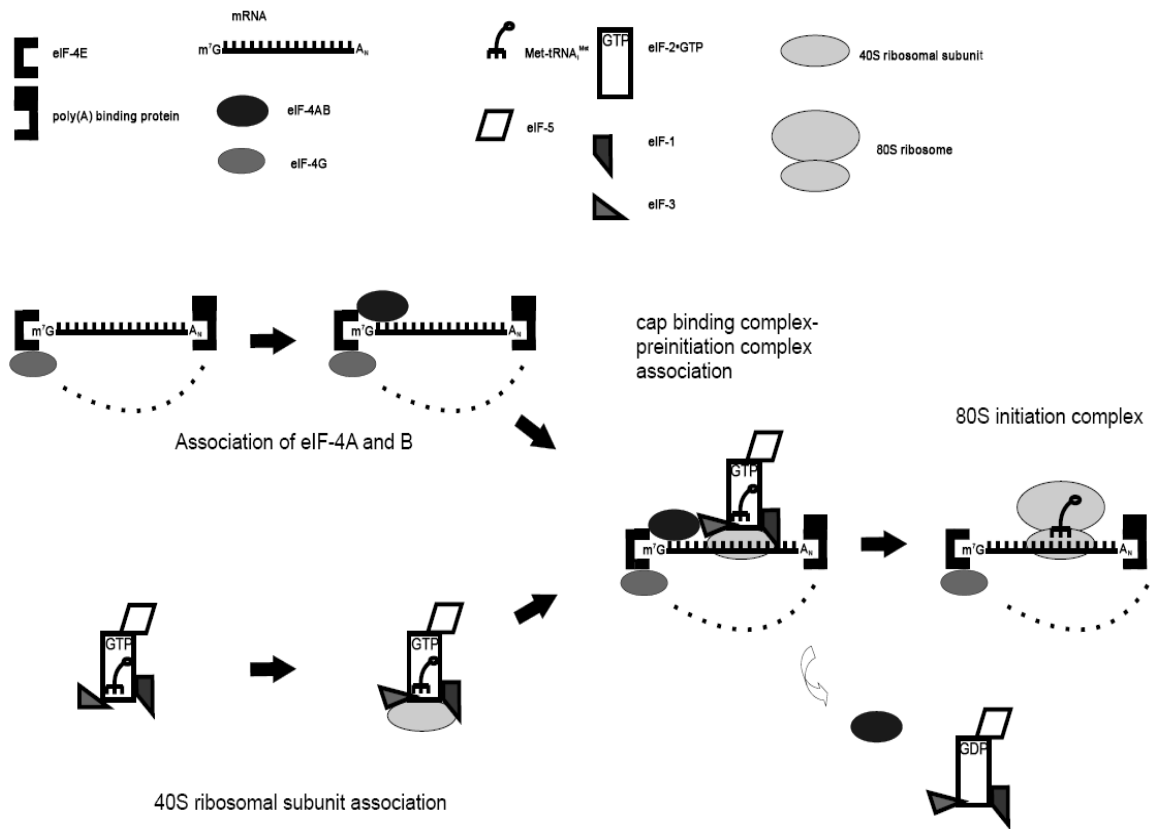 mRNA
eIF-4E
m⁷G Aₙ
poly(A) binding protein
eIF-4AB
eIF-4G
Met-tRNAᵢᴹᵉᵗ
GTP
eIF-2•GTP
eIF-5
eIF-1
eIF-3
40S ribosomal subunit
80S ribosome
m⁷G Aₙ
m⁷G Aₙ
Association of eIF-4A and B
cap binding complex-
preinitiation complex
association
80S initiation complex
GTP
m⁷G Aₙ
m⁷G Aₙ
GTP
GTP
40S ribosomal subunit association
GDP